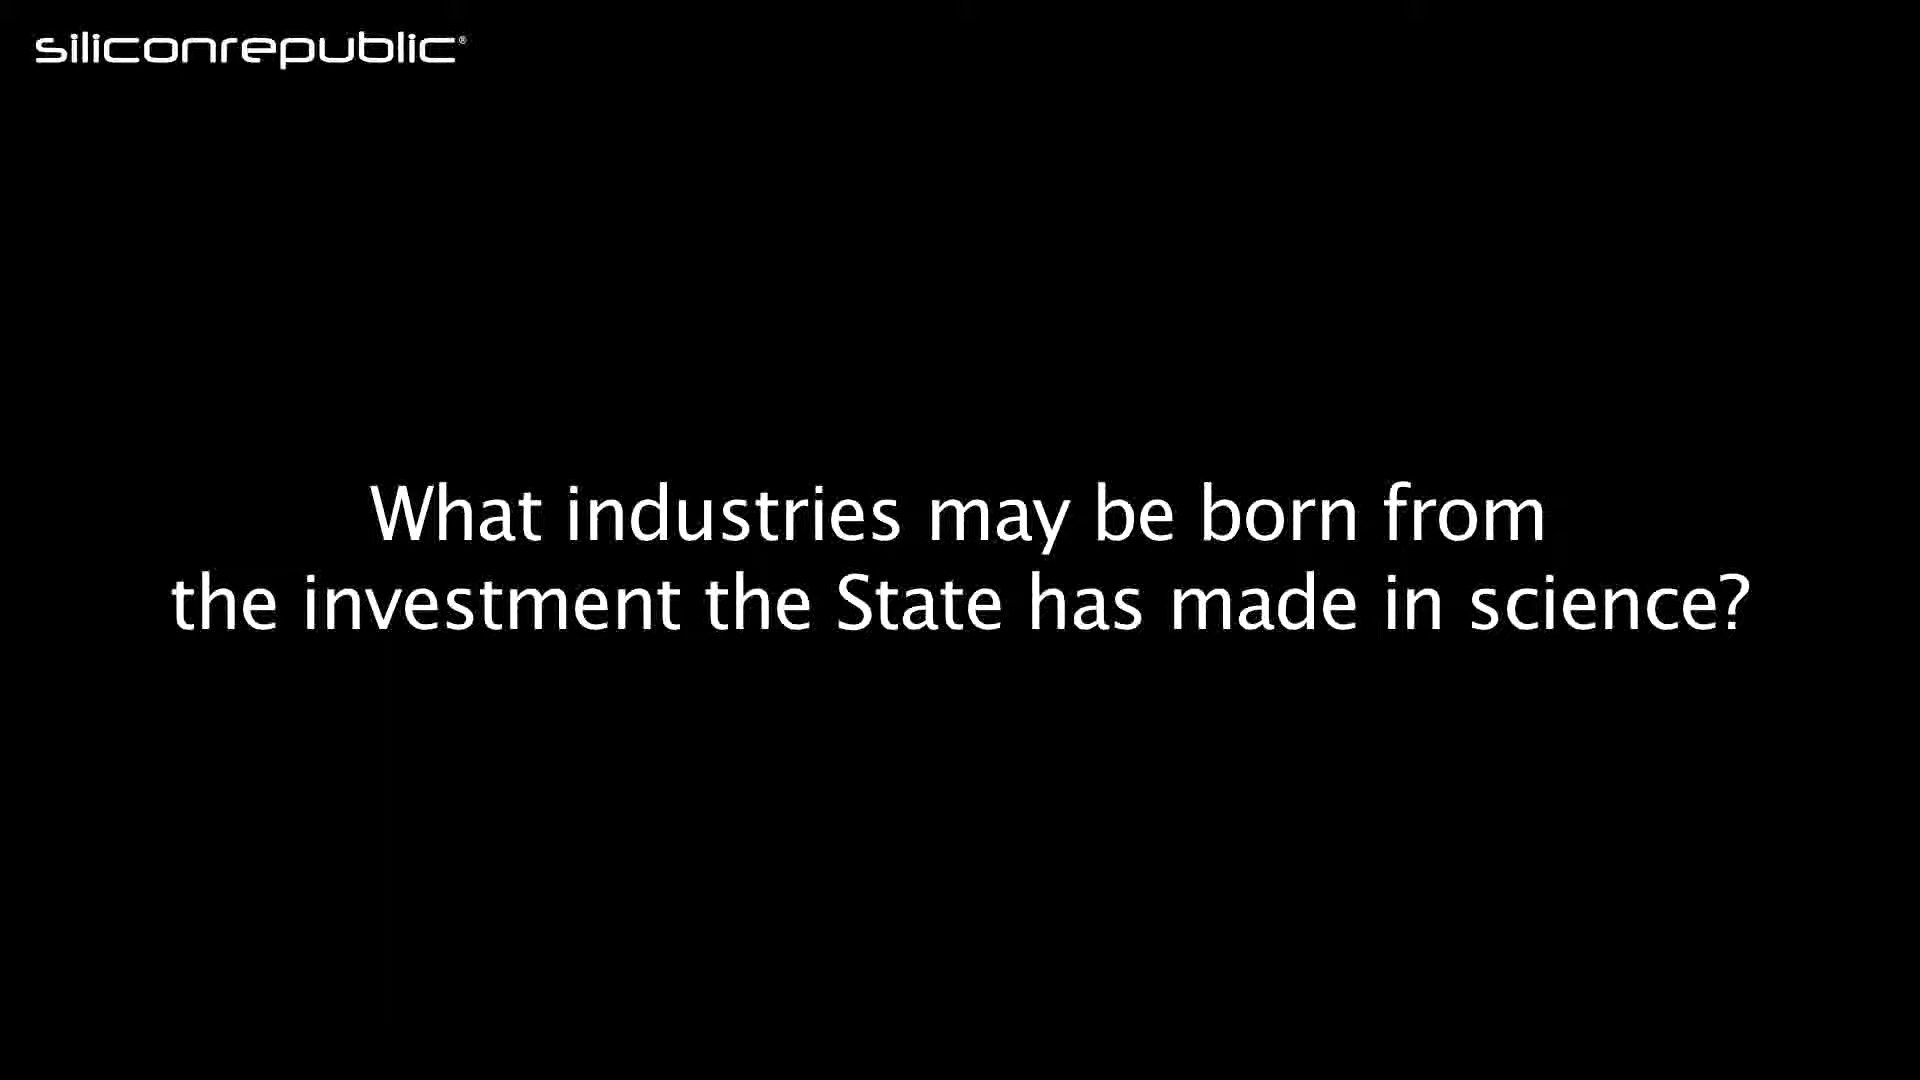 siliconrepublic®
What industries may be born from
the investment the State has made in science?